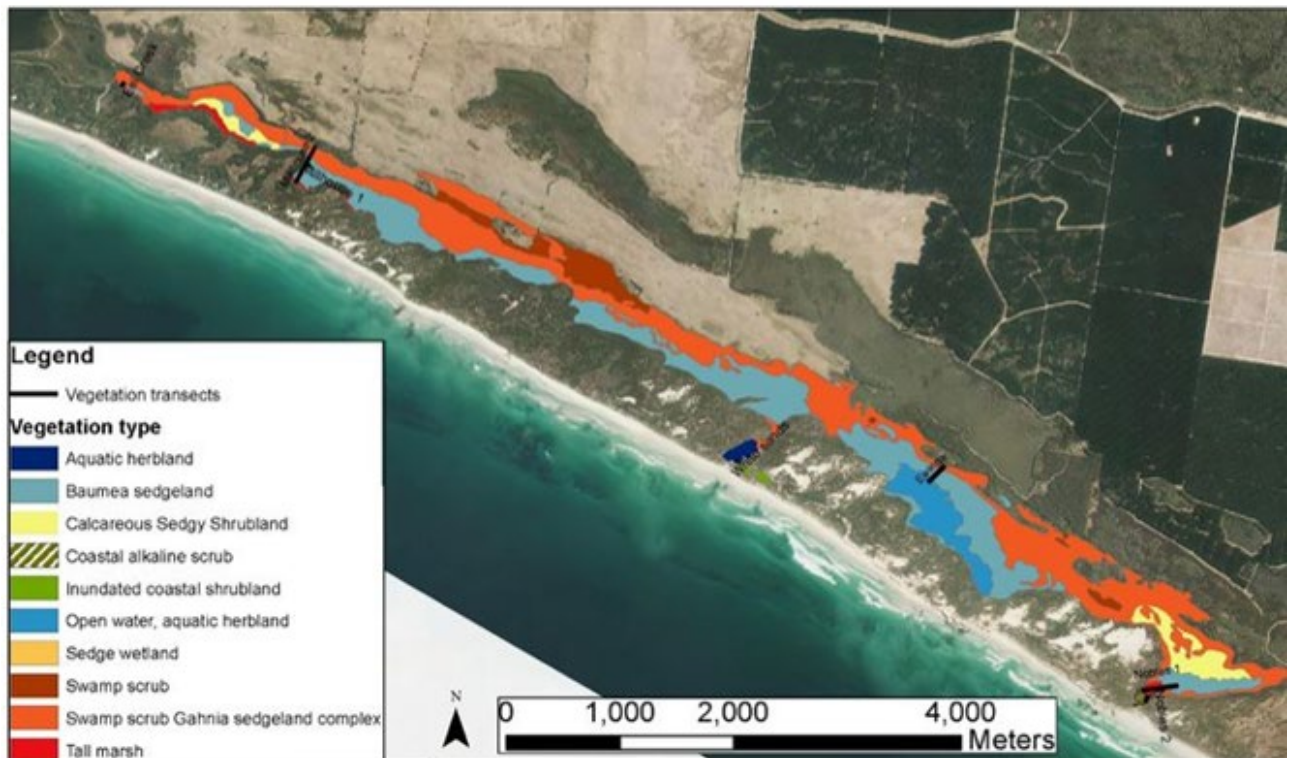 Legend
Vegetation transects
Vegetation type
Aquatic herbland
Baumea sedgeland
Calcareous Sedgy Shrubland
Coastal alkaline scrub
Inundated coastal shrubland
Open water, aquatic herbland
Sedge wetland
Swamp scrub
Swamp scrub Gahnia sedgeland complex
Tall marsh
N
0 1,000 2,000 4,000
Meters